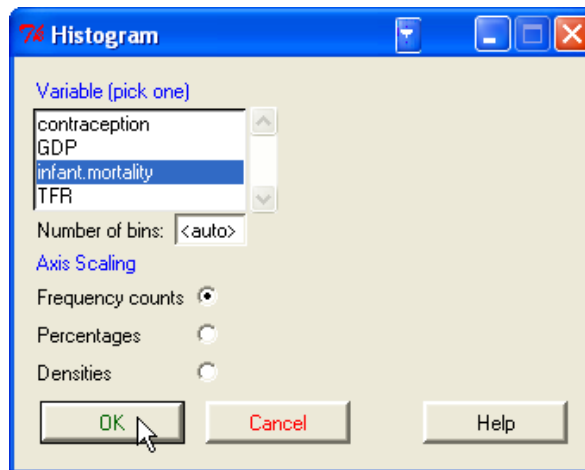 Tk Histogram
Variable (pick one)
contraception
GDP
infant.mortality
TFR
Number of bins: <auto>
Axis Scaling
Frequency counts
Percentages
Densities
OK Cancel Help